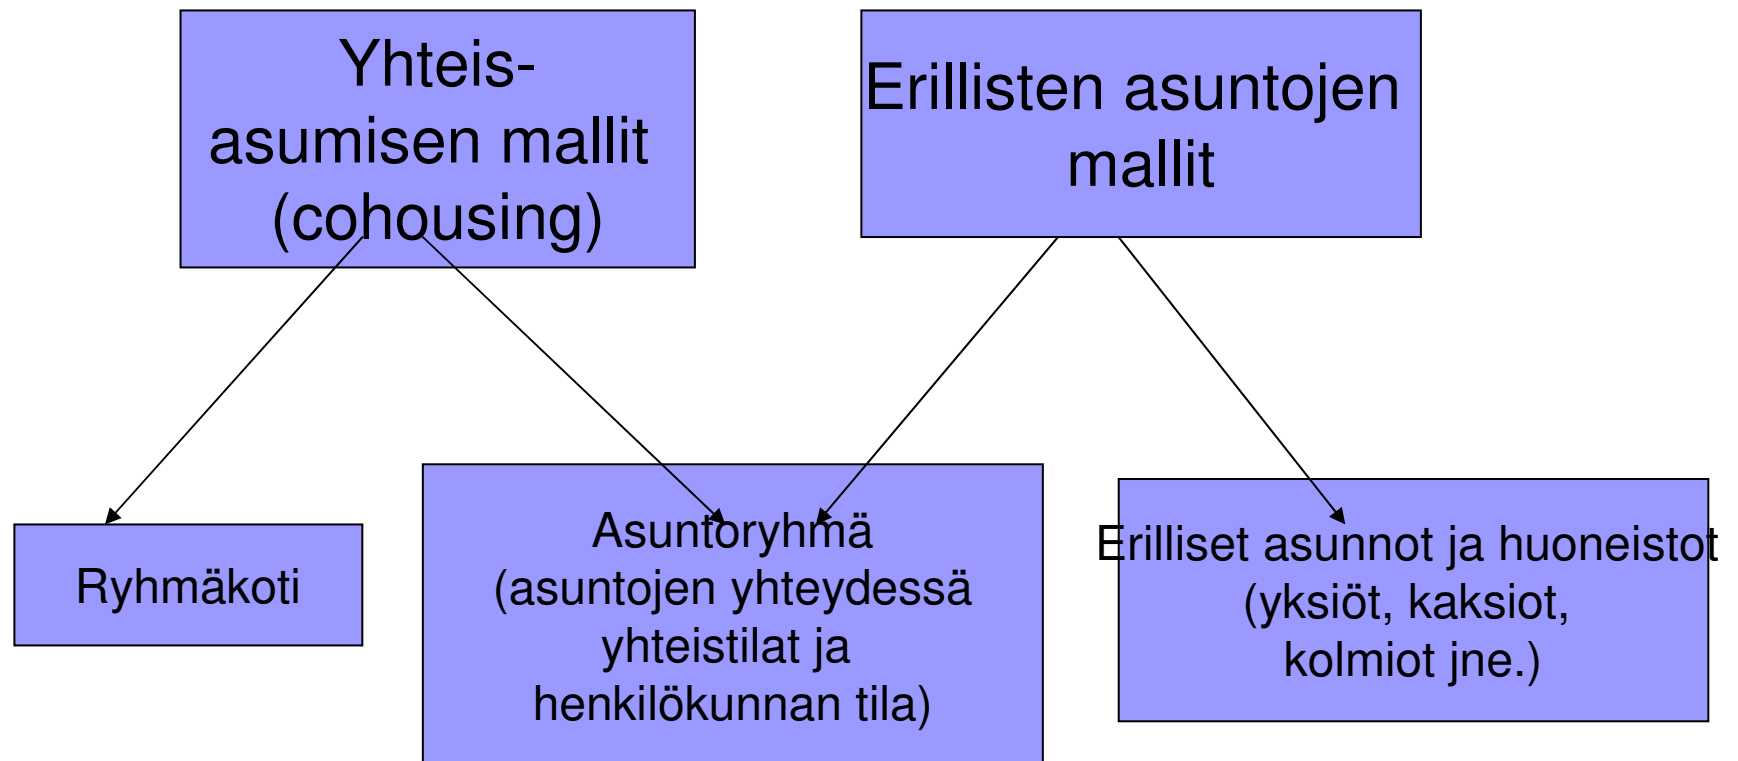 Yhteis-
asumisen mallit
(cohousing)
Erillisten asuntojen
mallit
Ryhmäkoti
Asuntoryhmä
(asuntojen yhteydessä
yhteistilat ja
henkilökunnan tila)
Erilliset asunnot ja huoneistot
(yksiöt, kaksiot,
kolmiot jne.)